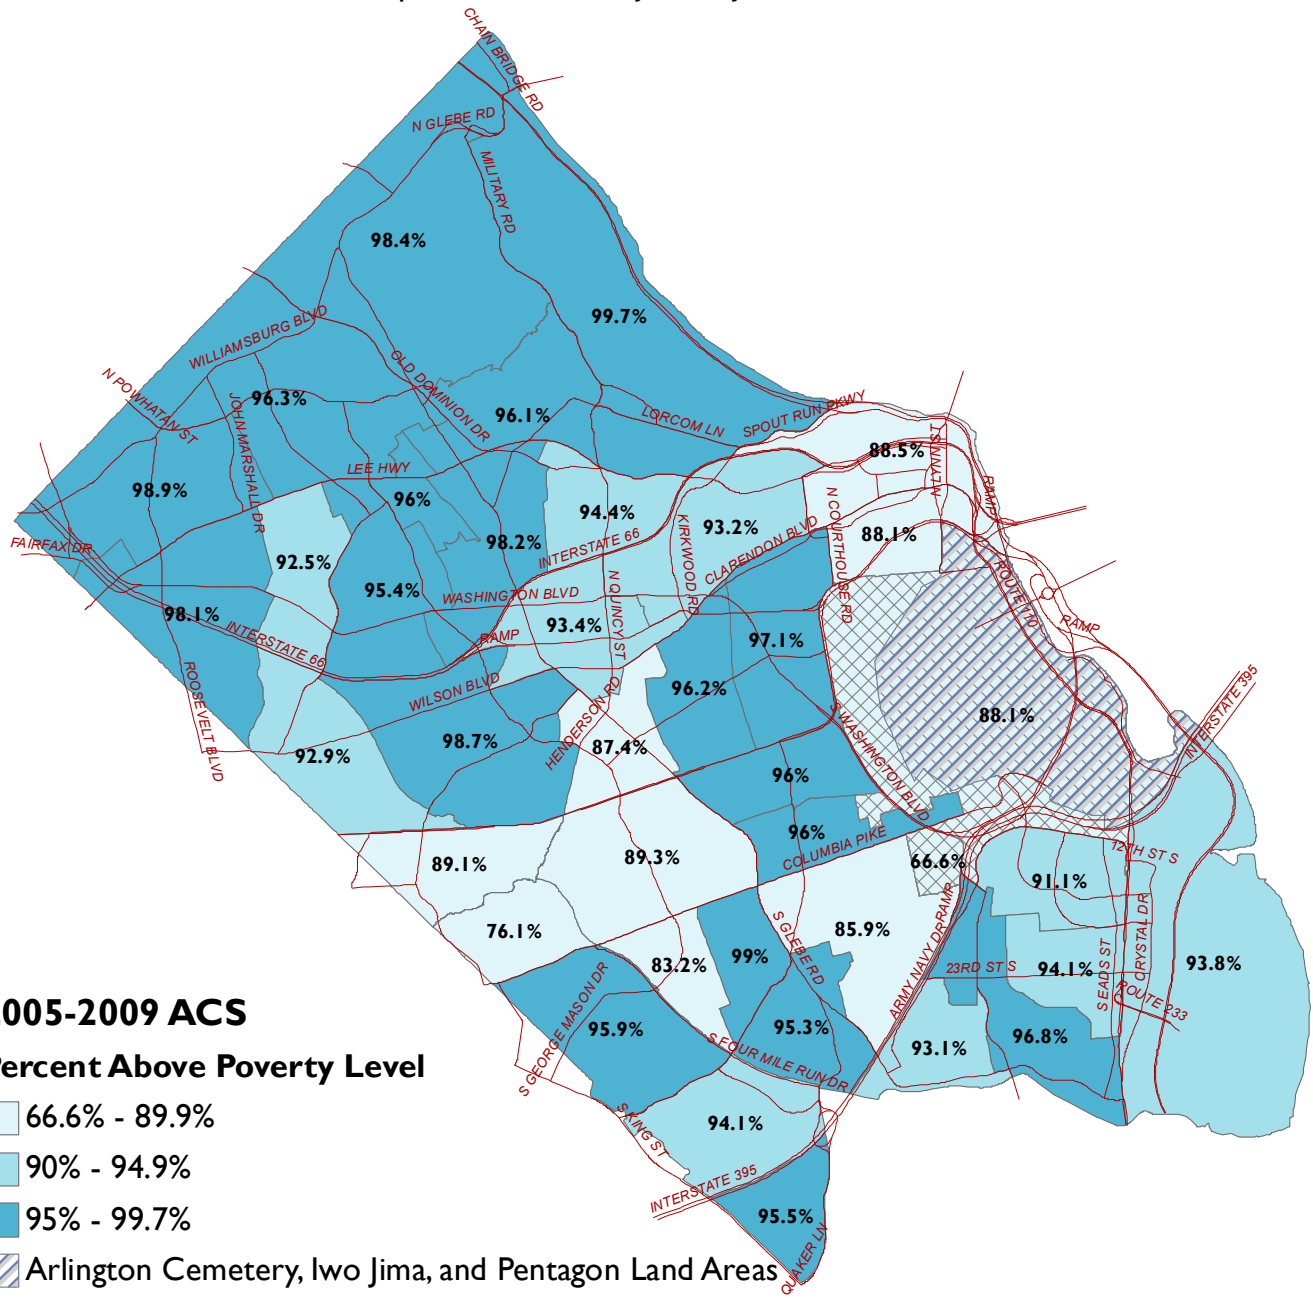 CHAIN BRIDGE RD
N GLEBE RD
MILITARY RD
98.4%
99.7%
WILLIAMSBURG BLVD
OLD DOMINION DR
N POWHATAN ST
JOHN MARSHALL DR
96.3%
96.1%
LORCOM LN
SPOUT RUN PKWY
88.5%
N LYNN ST
LEE HWY
98.9%
96%
94.4%
93.2%
N COURTHOUSE RD
RAMP
FAIRFAX DR
92.5%
98.2%
INTERSTATE 66
KIRKWOOD RD
CLARENDON BLVD
88.1%
95.4%
WASHINGTON BLVD
N QUINCY ST
ROUTE 110
98.1%
INTERSTATE 66
RAMP
93.4%
97.1%
RAMP
ROOSEVELT BLVD
WILSON BLVD
96.2%
HENDERSON RD
S WASHINGTON BLVD
88.1%
INTERSTATE 395
92.9%
98.7%
87.4%
96%
96%
COLUMBIA PIKE
89.1%
89.3%
66.6%
12TH ST S
91.1%
76.1%
83.2%
99%
S GLEBE RD
85.9%
ARMY NAVY DR
RAMP
23RD ST S
94.1%
S EADS ST
CRYSTAL DR
93.8%
ROUTE 233
S GEORGE MASON DR
95.9%
95.3%
S FOUR MILE RUN DR
93.1%
96.8%
S KING ST
94.1%
INTERSTATE 395
95.5%
QUAKER LN
2005-2009 ACS
Percent Above Poverty Level
66.6% - 89.9%
90% - 94.9%
95% - 99.7%
Arlington Cemetery, Iwo Jima, and Pentagon Land Areas